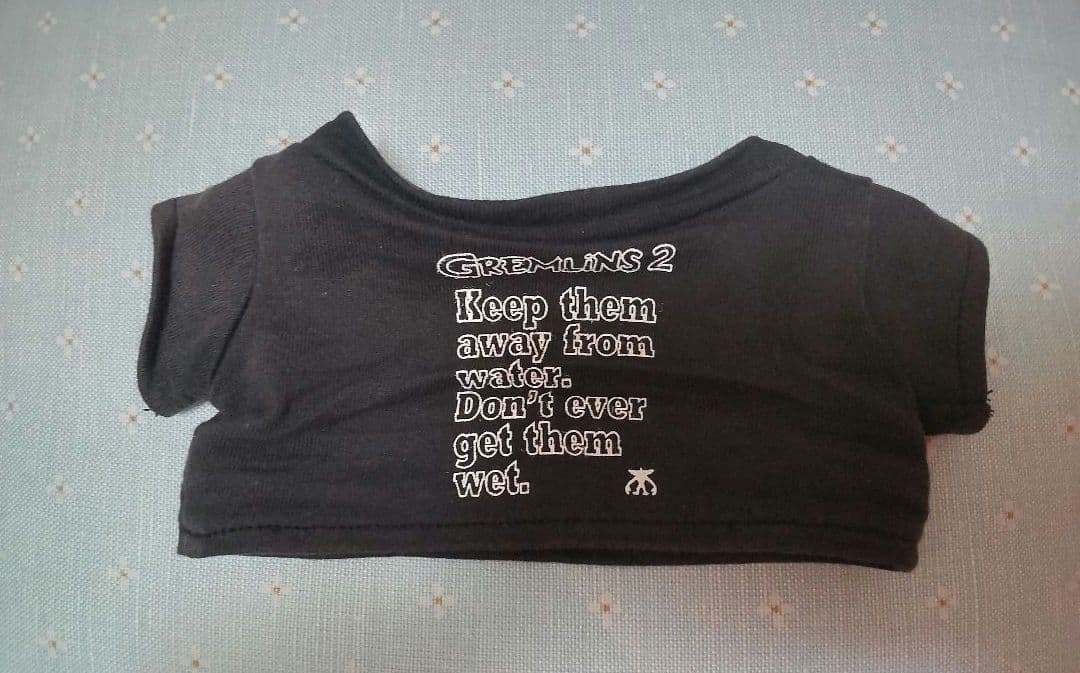 GREMLiNS 2
Keep them
away from
water.
Don't ever
get them
wet.